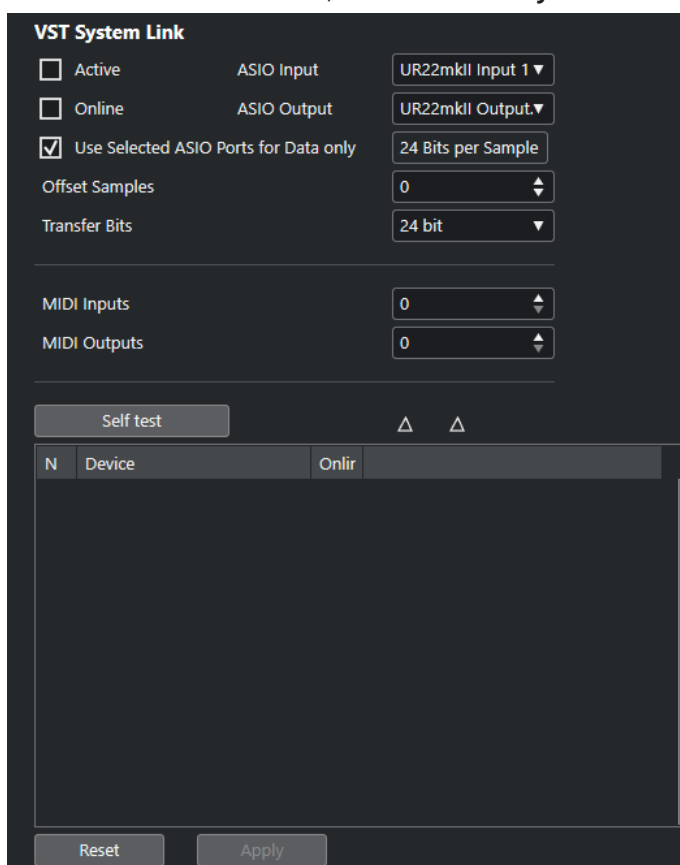 VST System Link
Active ASIO Input UR22mkII Input 1
Online ASIO Output UR22mkII Output.
Use Selected ASIO Ports for Data only 24 Bits per Sample
Offset Samples 0
Transfer Bits 24 bit
MIDI Inputs 0
MIDI Outputs 0
Self test
N Device Onlir
Reset Apply